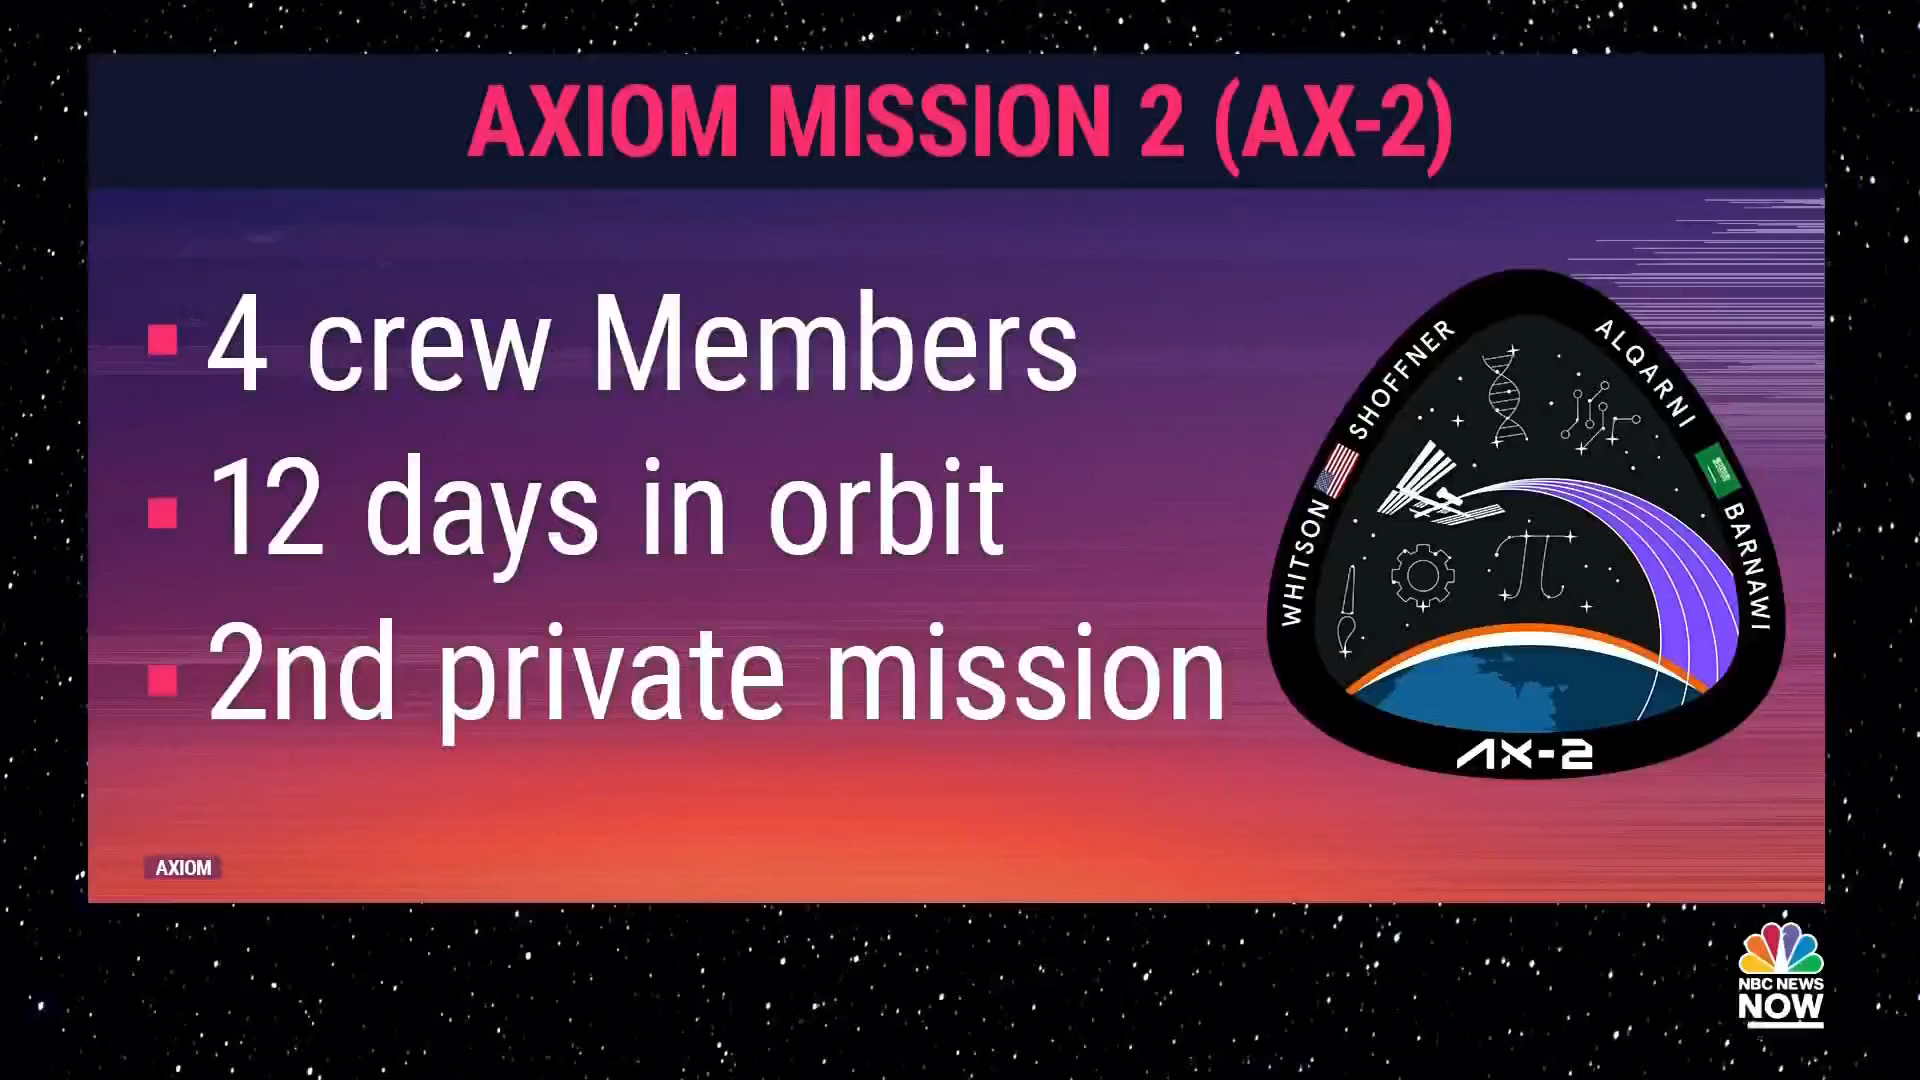 AXIOM MISSION 2 (AX-2)
4 crew Members
12 days in orbit
2nd private mission
WHITSON
SHOFFNER
ALQARNI
BARNAWI
AX-2
AXIOM
NBC NEWS
NOW